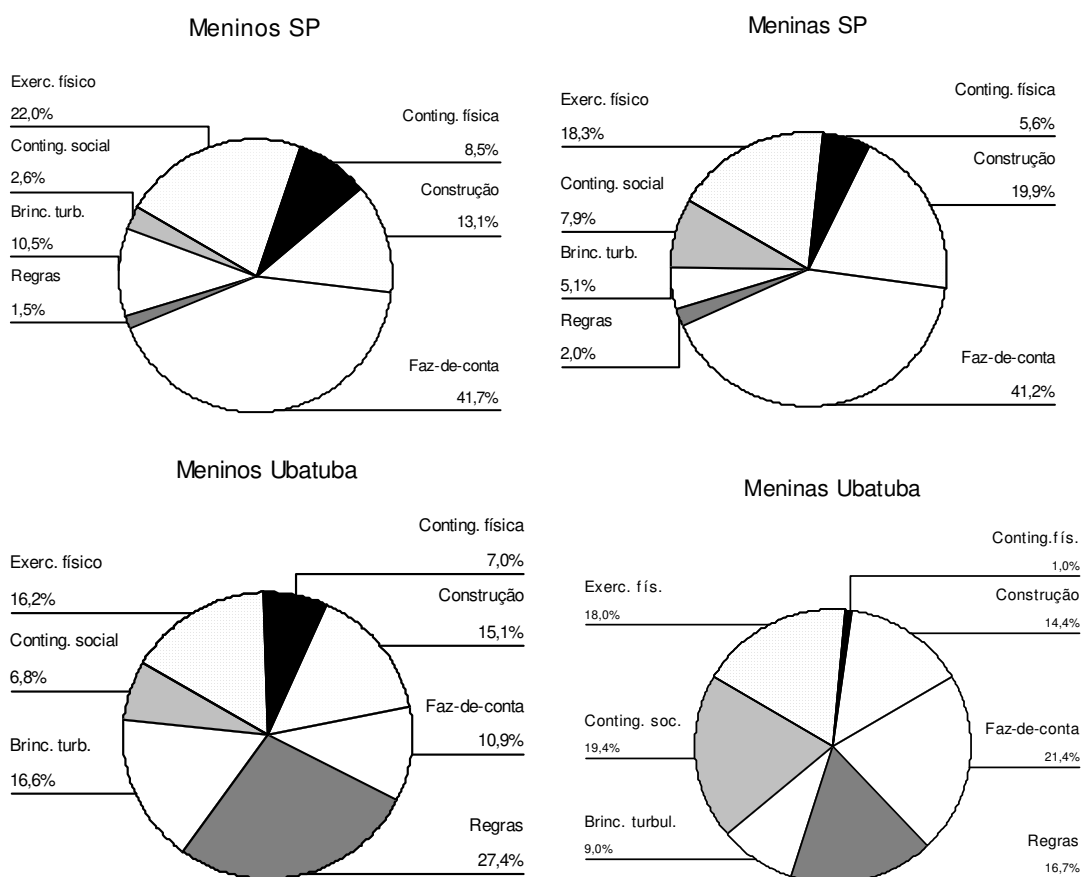 Meninos SP
Exerc. físico
22,0%
Conting. social
2,6%
Brinc. turb.
10,5%
Regras
1,5%
Conting. física
8,5%
Construção
13,1%
Faz-de-conta
41,7%
Meninas SP
Exerc. físico
18,3%
Conting. social
7,9%
Brinc. turb.
5,1%
Regras
2,0%
Conting. física
5,6%
Construção
19,9%
Faz-de-conta
41,2%
Meninos Ubatuba
Exerc. físico
16,2%
Conting. social
6,8%
Brinc. turb.
16,6%
Conting. física
7,0%
Construção
15,1%
Faz-de-conta
10,9%
Regras
27,4%
Meninas Ubatuba
Exerc. fís.
18,0%
Conting. soc.
19,4%
Brinc. turbul.
9,0%
Conting.fís.
1,0%
Construção
14,4%
Faz-de-conta
21,4%
Regras
16,7%